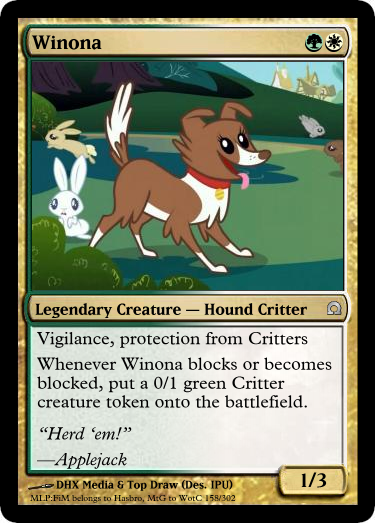 Winona
Legendary Creature — Hound Critter
Vigilance, protection from Critters
Whenever Winona blocks or becomes
blocked, put a 0/1 green Critter
creature token onto the battlefield.
“Herd ‘em!”
—Applejack
DHX Media & Top Draw (Des. IPU)
MLP:FiM belongs to Hasbro, MtG to WotC 158/302
1/3